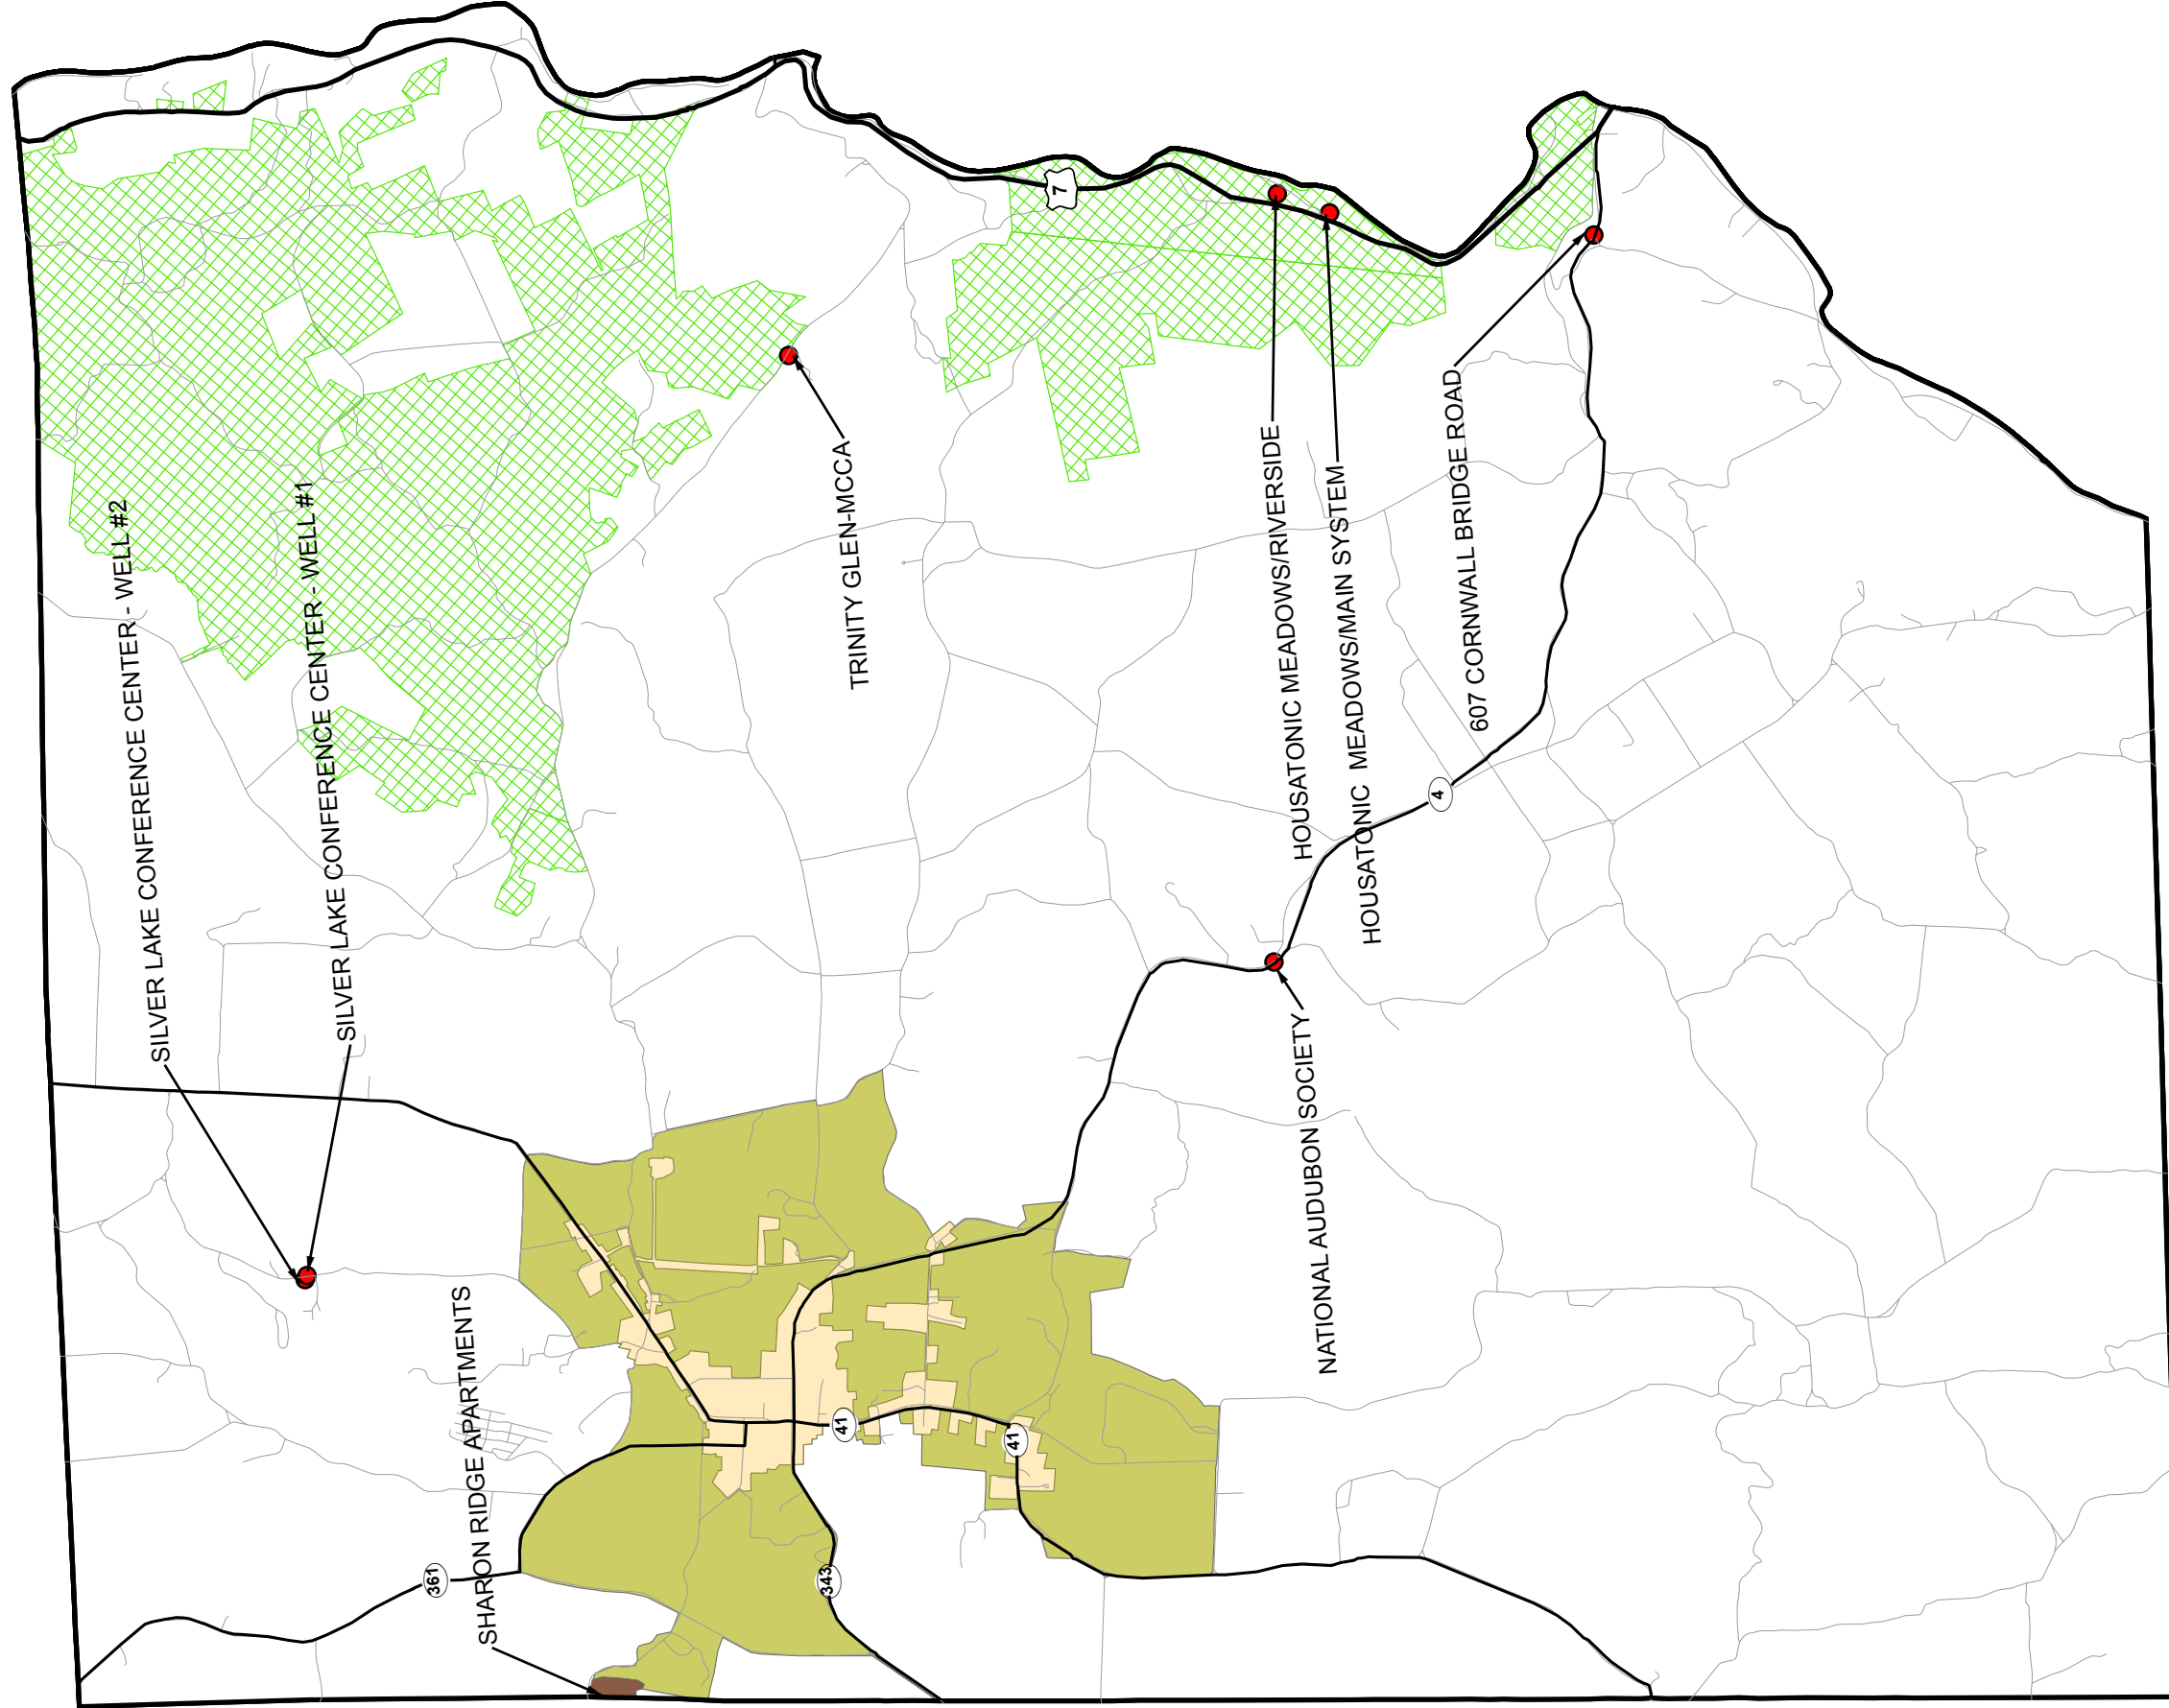 7
SILVER LAKE CONFERENCE CENTER - WELL #2
SILVER LAKE CONFERENCE CENTER - WELL #1
TRINITY GLEN-MCCA
HOUSATONIC MEADOWS/RIVERSIDE
HOUSATONIC MEADOWS/MAIN SYSTEM
607 CORNWALL BRIDGE ROAD
4
NATIONAL AUDUBON SOCIETY
SHARON RIDGE APARTMENTS
41
41
361
343